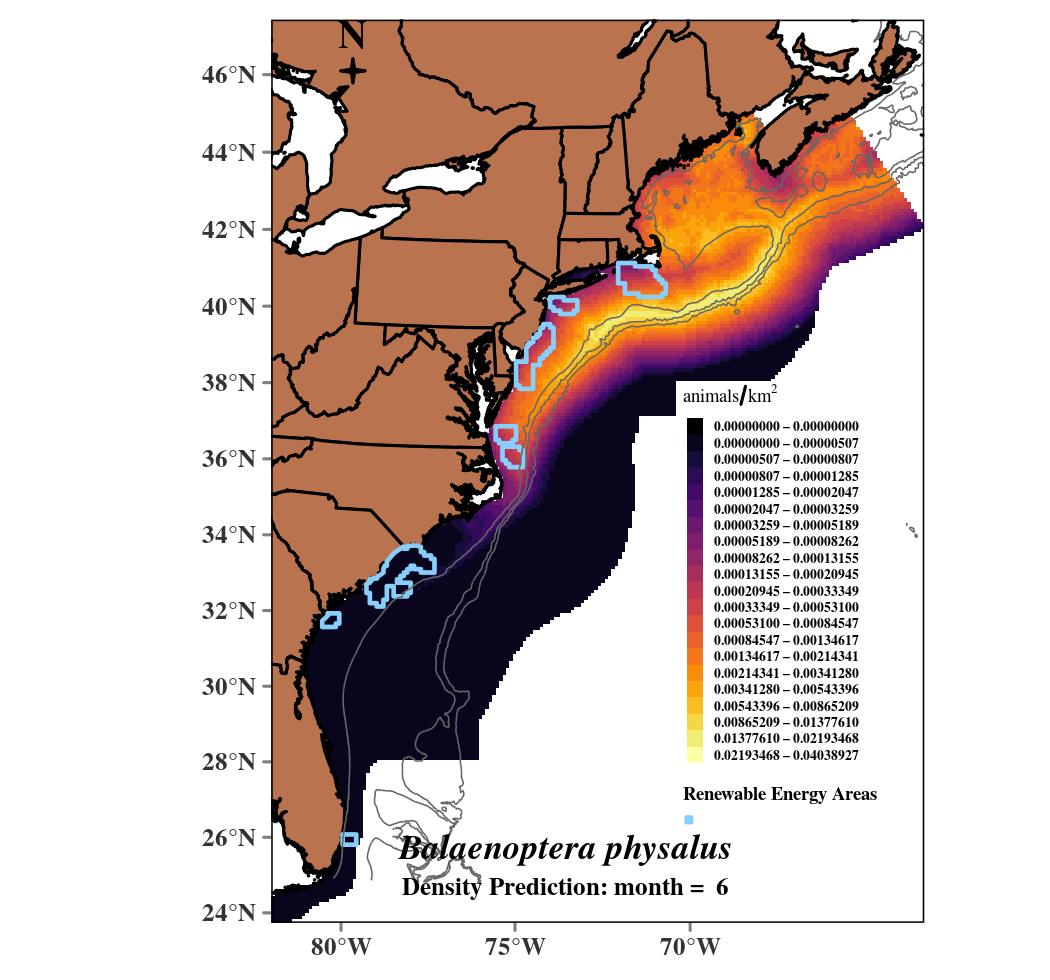 N
46°N
44°N
42°N
40°N
38°N
36°N
34°N
32°N
30°N
28°N
26°N
24°N
80°W
75°W
70°W
animals/km²
0.00000000 – 0.00000000
0.00000000 – 0.00000507
0.00000507 – 0.00000807
0.00000807 – 0.00001285
0.00001285 – 0.00002047
0.00002047 – 0.00003259
0.00003259 – 0.00005189
0.00005189 – 0.00008262
0.00008262 – 0.00013155
0.00013155 – 0.00020945
0.00020945 – 0.00033349
0.00033349 – 0.00053100
0.00053100 – 0.00084547
0.00084547 – 0.00134617
0.00134617 – 0.00214341
0.00214341 – 0.00341280
0.00341280 – 0.00543396
0.00543396 – 0.00865209
0.00865209 – 0.01377610
0.01377610 – 0.02193468
0.02193468 – 0.04038927
Renewable Energy Areas
Balaenoptera physalus
Density Prediction: month = 6